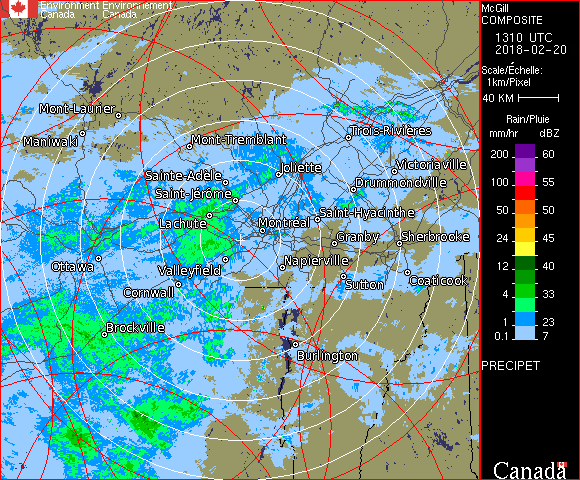 Environment Environnement
Canada Canada
McGill
COMPOSITE
1310 UTC
2018-02-20
Scale/Échelle:
1km/Pixel
40 KM
Rain/Pluie
mm/hr dBZ
200 60
100 55
50 50
24 45
12 40
4 33
1 23
0.1 7
PRECIPET
Canada
Mont-Laurier
Maniwaki
Mont-Tremblant
Trois-Rivières
Joliette
Victoriaville
Sainte-Adèle
Drummondville
Saint-Jérôme
Saint-Hyacinthe
Lachute
Montréal
Granby
Sherbrooke
Ottawa
Valleyfield
Napierville
Cornwall
Sutton
Coaticook
Brockville
Burlington